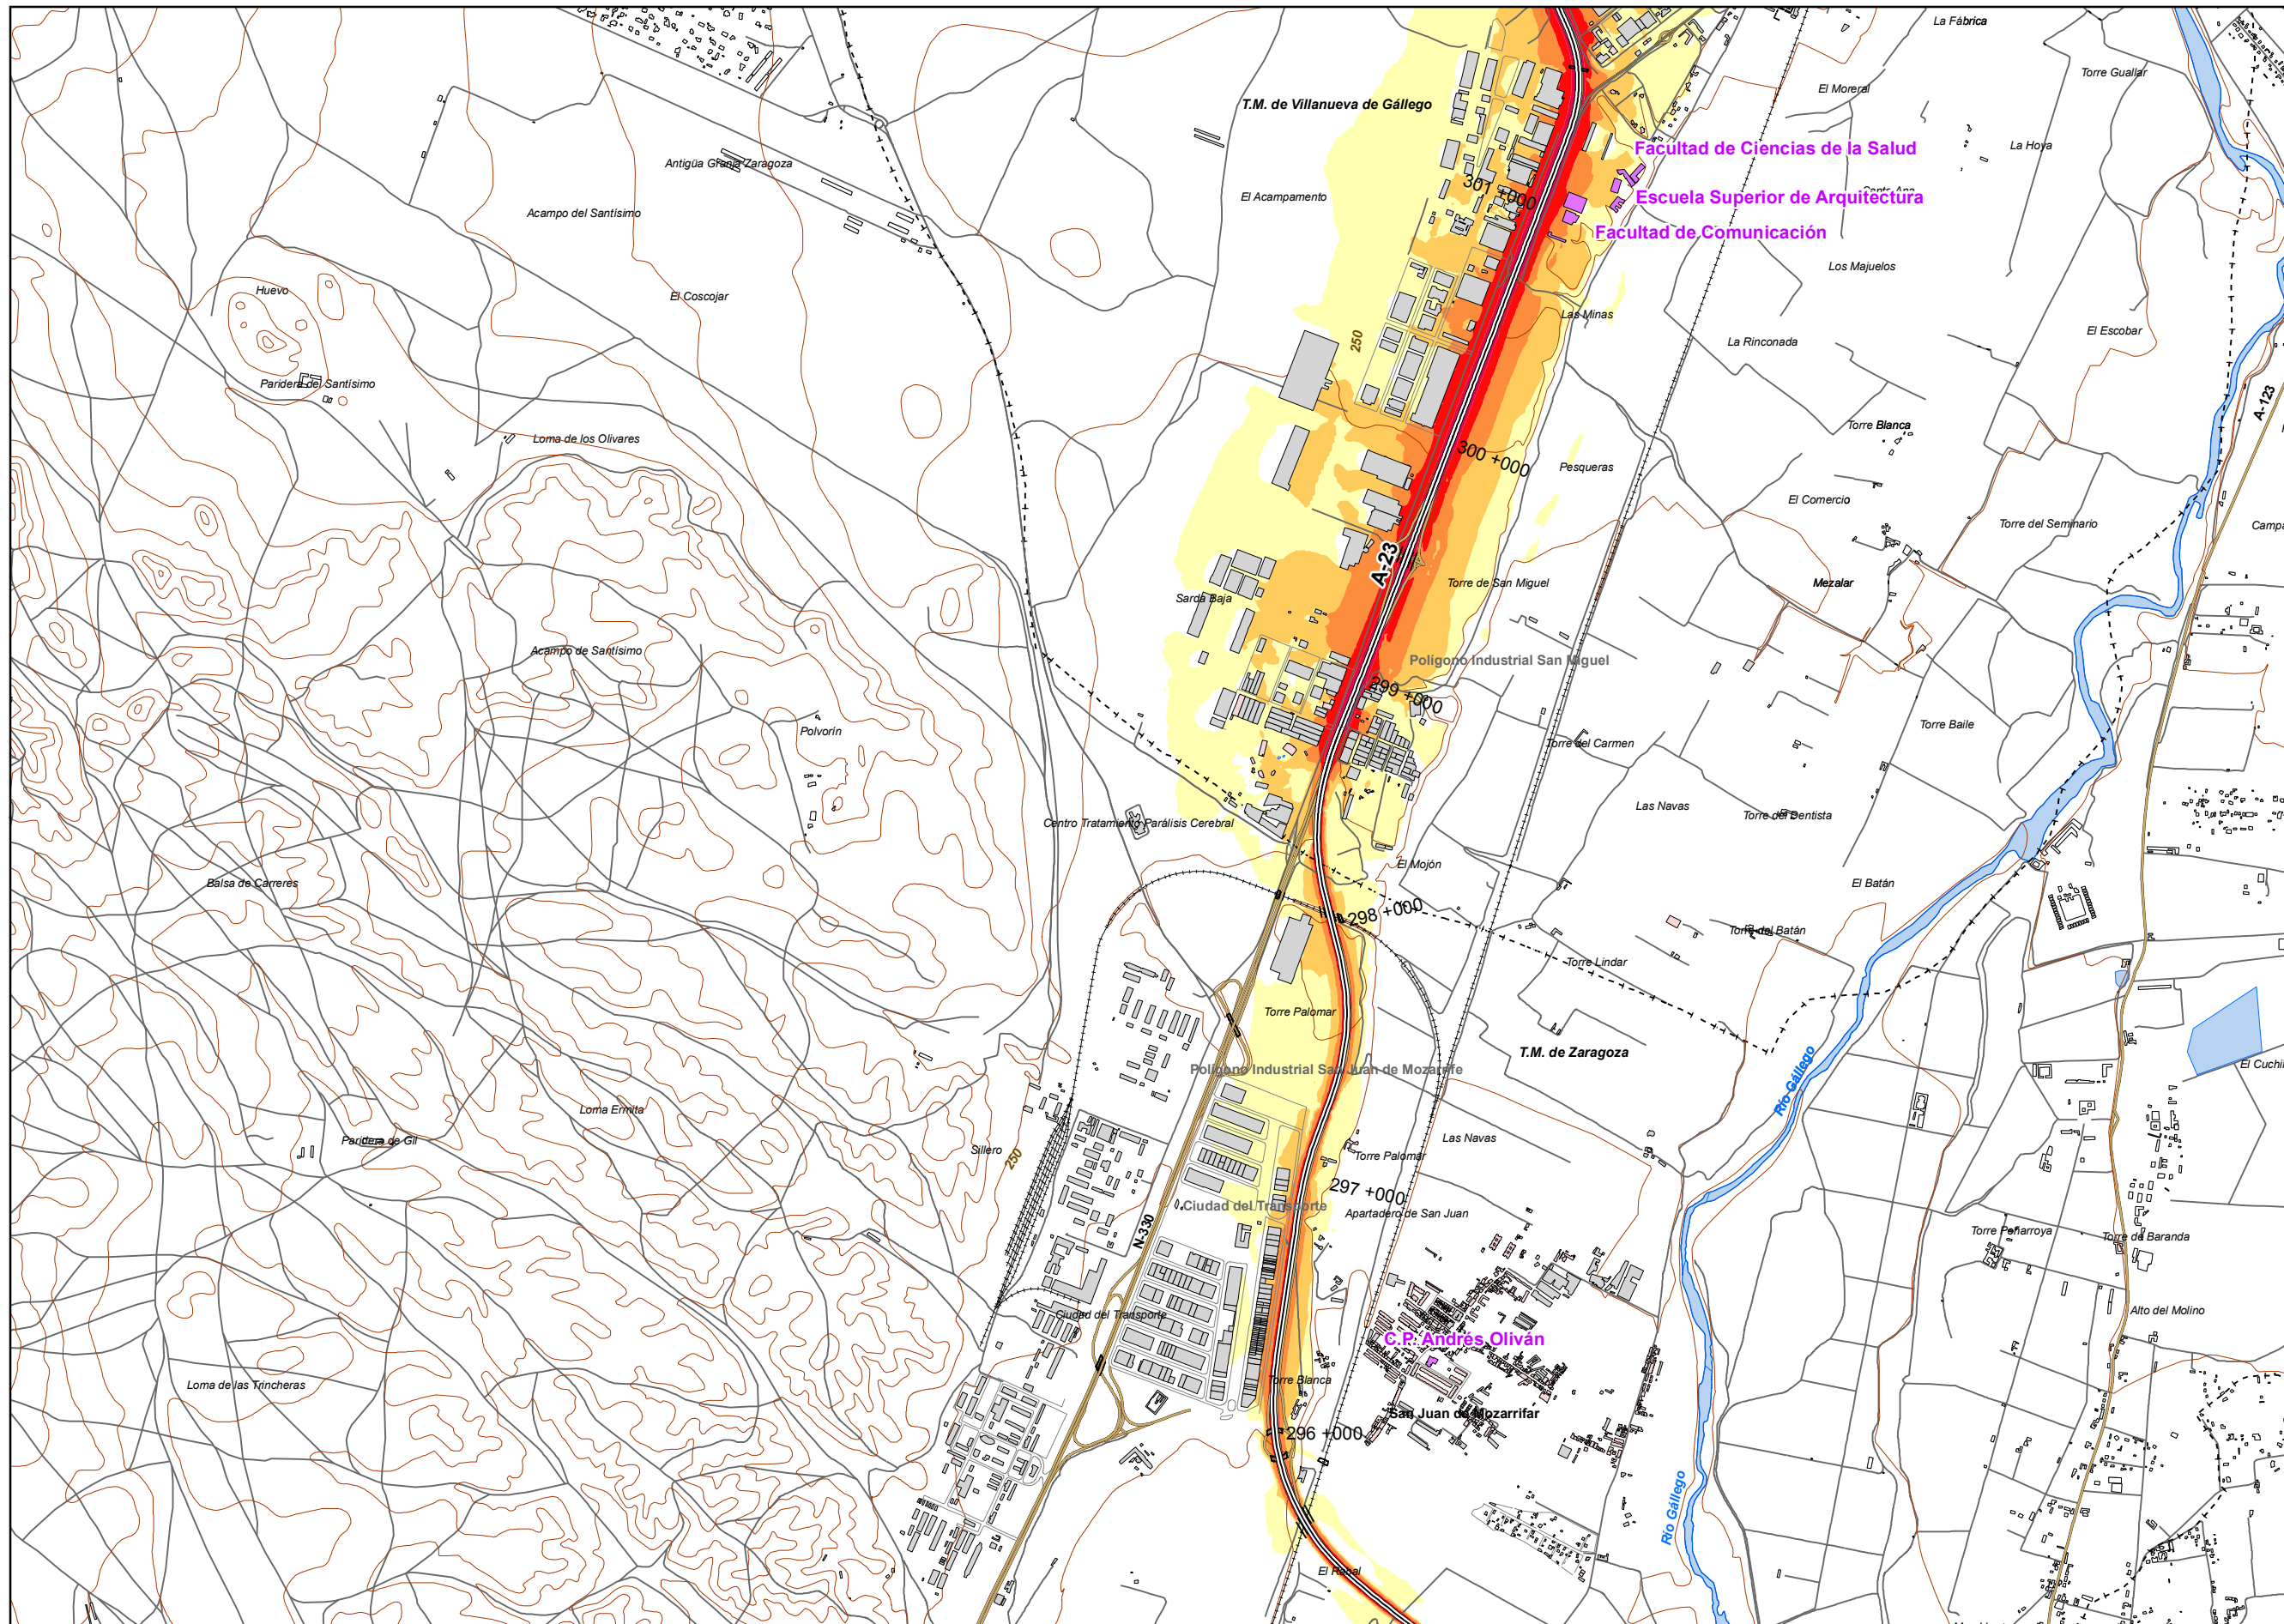 La Fábrica
Torre Guallar
El Moreral
T.M. de Villanueva de Gállego
Facultad de Ciencias de la Salud
La Hoya
Antigüa Granja Zaragoza
301 +000
Santa Ana
El Acampamento
Escuela Superior de Arquitectura
Acampo del Santísimo
Facultad de Comunicación
Los Majuelos
Huevo
El Coscojar
Las Minas
El Escobar
250
La Rinconada
Paridera del Santísimo
A-123
Torre Blanca
Loma de los Olivares
300 +000
Pesqueras
El Comercio
Torre del Seminario
Campa
A-23
Torre de San Miguel
Mezalar
Sarda Baja
Acampo de Santísimo
Polígono Industrial San Miguel
299 +000
Torre Baile
Polvorín
Torre del Carmen
Las Navas
Torre del Dentista
Centro Tratamiento Parálisis Cerebral
El Mojón
Balsa de Carreres
El Batán
298 +000
Torre del Batán
Torre Lindar
Torre Palomar
T.M. de Zaragoza
Río Gállego
El Cuchil
Polígono Industrial San Juan de Mozarrife
Loma Ermita
Paridera de Gil
Las Navas
Sillero
250
Torre Palomar
297 +000
Ciudad del Transporte
Apartadero de San Juan
N-330
Torre Peñarroya
Torre de Baranda
Ciudad del Transporte
Alto del Molino
C.P. Andrés Oliván
Loma de las Trincheras
Torre Blanca
San Juan de Mozarrifar
296 +000
Río Gállego
El Rabal